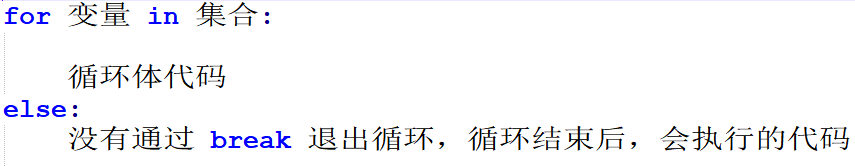 for 变量 in 集合:
循环体代码
else:
没有通过 break 退出循环，循环结束后，会执行的代码